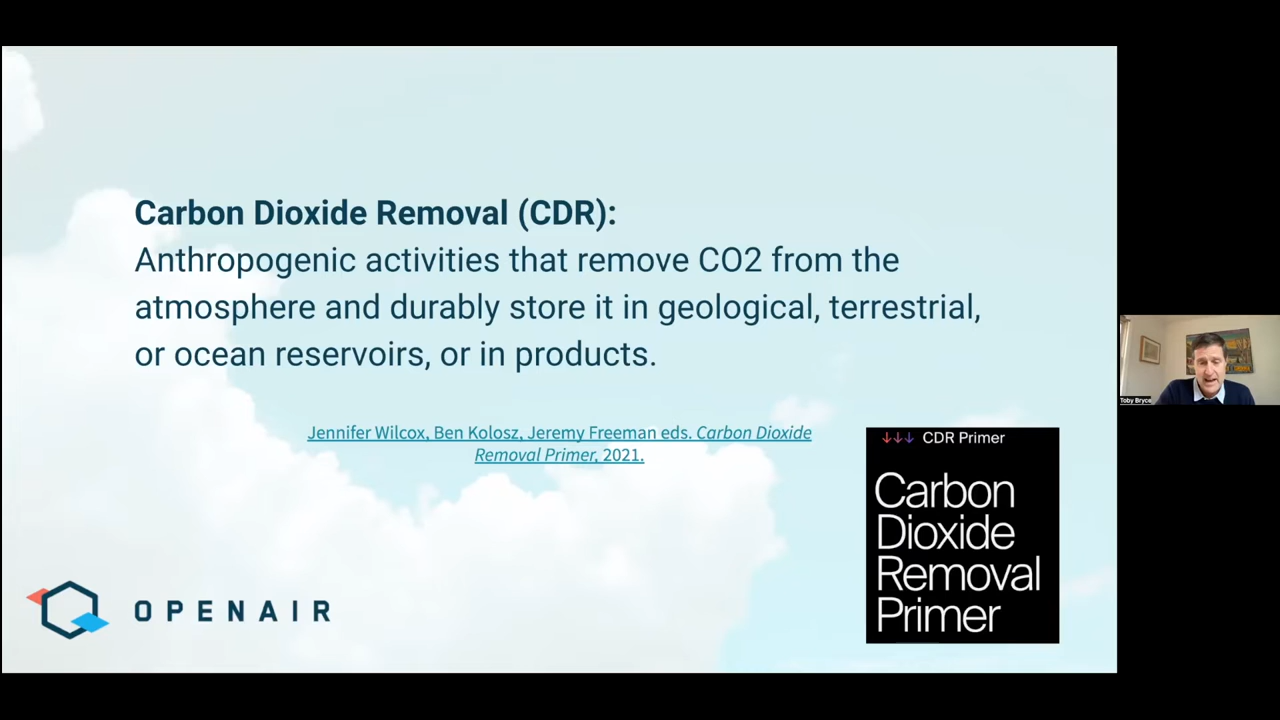 Carbon Dioxide Removal (CDR):
Anthropogenic activities that remove CO2 from the
atmosphere and durably store it in geological, terrestrial,
or ocean reservoirs, or in products.
Jennifer Wilcox, Ben Kolosz, Jeremy Freeman eds. Carbon Dioxide
Removal Primer, 2021.
CDR Primer
Carbon
Dioxide
Removal
Primer
OPENAIR
Toby Bryce